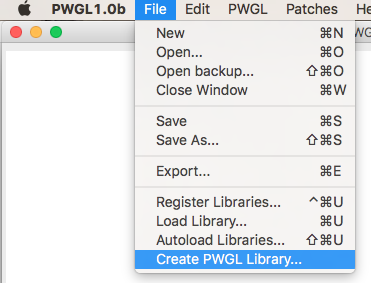 PWGL1.0b File Edit PWGL Patches He
New ⌘N
Open... ⌘O
Open backup... ⇧⌘O
Close Window ⌘W
Save ⌘S
Save As... ⇧⌘S
Export... ⌘E
Register Libraries... ^⌘U
Load Library... ⌘U
Autoload Libraries... ⇧⌘U
Create PWGL Library...